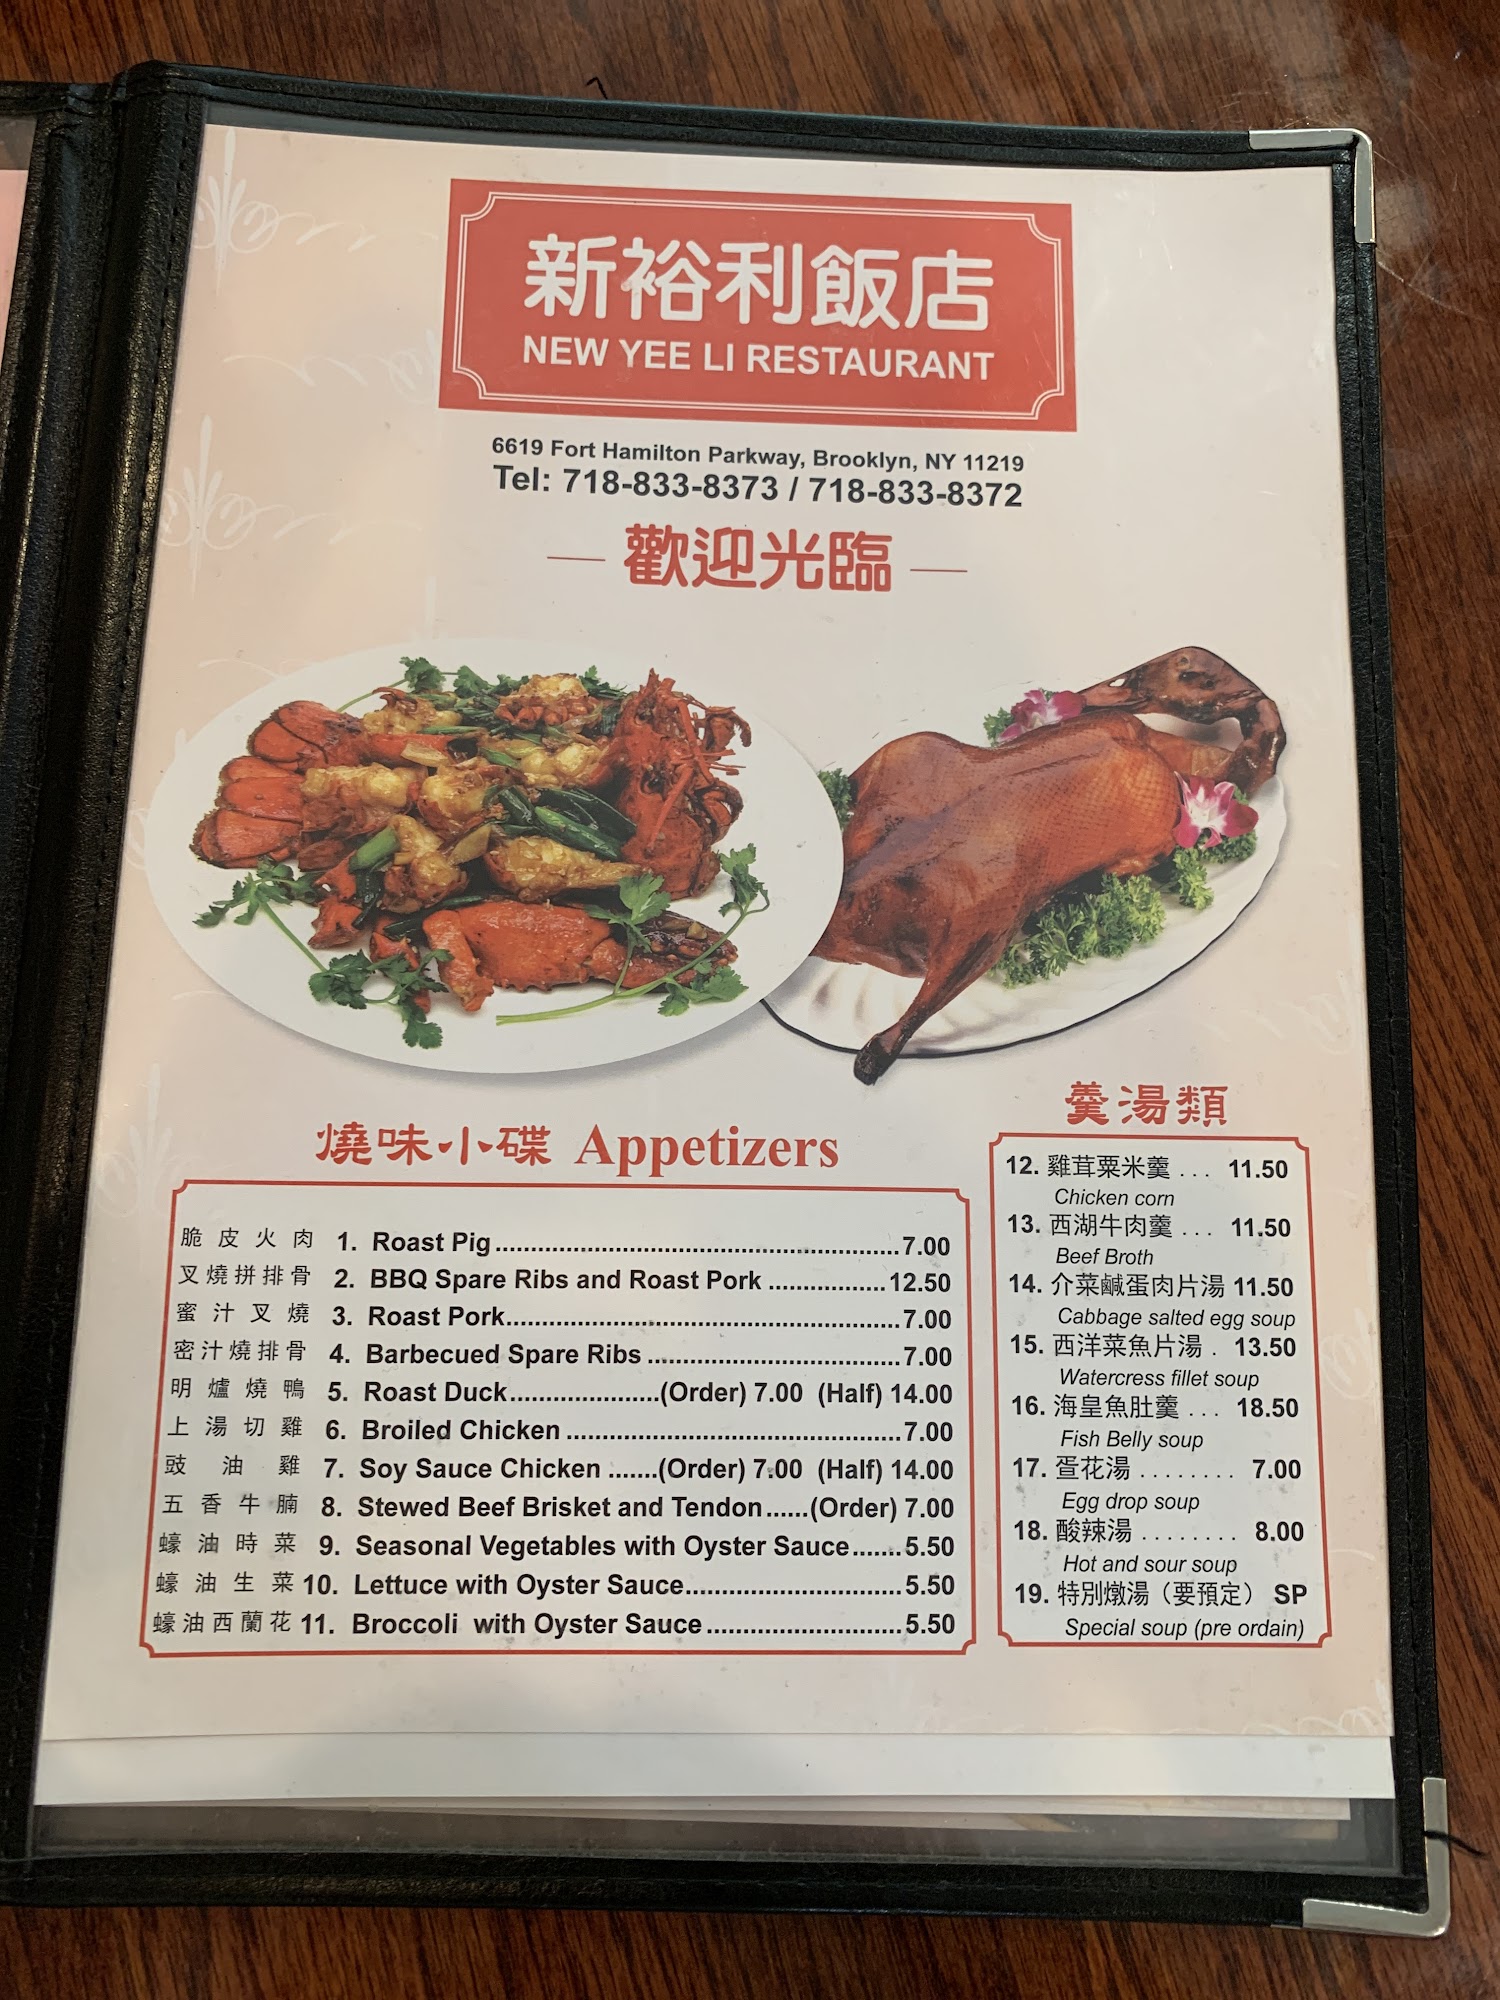 新裕利飯店
NEW YEE LI RESTAURANT
6619 Fort Hamilton Parkway, Brooklyn, NY 11219
Tel: 718-833-8373 / 718-833-8372
歡迎光臨
燒味小碟 Appetizers
脆皮火肉 1. Roast Pig 7.00
叉燒拼排骨 2. BBQ Spare Ribs and Roast Pork 12.50
蜜汁叉燒 3. Roast Pork 7.00
密汁燒排骨 4. Barbecued Spare Ribs 7.00
明爐燒鴨 5. Roast Duck (Order) 7.00 (Half) 14.00
上湯切雞 6. Broiled Chicken 7.00
豉油雞 7. Soy Sauce Chicken (Order) 7.00 (Half) 14.00
五香牛腩 8. Stewed Beef Brisket and Tendon (Order) 7.00
蠔油時菜 9. Seasonal Vegetables with Oyster Sauce 5.50
蠔油生菜 10. Lettuce with Oyster Sauce 5.50
蠔油西蘭花 11. Broccoli with Oyster Sauce 5.50
羹湯類
12. 雞茸粟米羹 . . . 11.50
Chicken corn
13. 西湖牛肉羹 . . . 11.50
Beef Broth
14. 介菜鹹蛋肉片湯 11.50
Cabbage salted egg soup
15. 西洋菜魚片湯 . 13.50
Watercress fillet soup
16. 海皇魚肚羹 . . . 18.50
Fish Belly soup
17. 蛋花湯 . . . . . . . . 7.00
Egg drop soup
18. 酸辣湯 . . . . . . . . 8.00
Hot and sour soup
19. 特別燉湯（要預定） SP
Special soup (pre ordain)